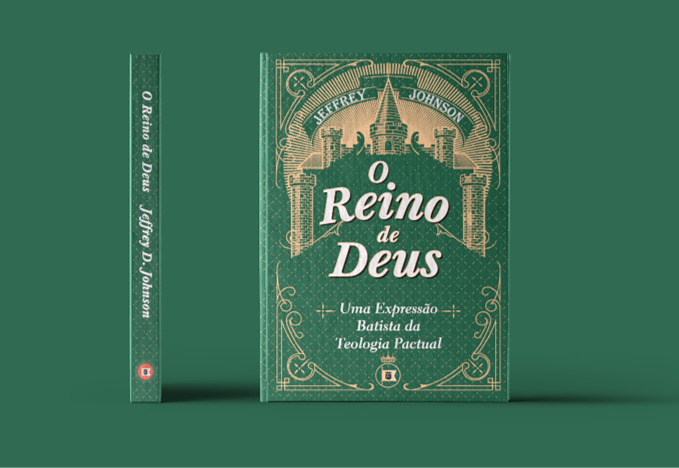 O Reino de Deus Jeffrey D. Johnson
JEFFREY JOHNSON
O
Reino
de
Deus
Uma Expressão
Batista da
Teologia Pactual